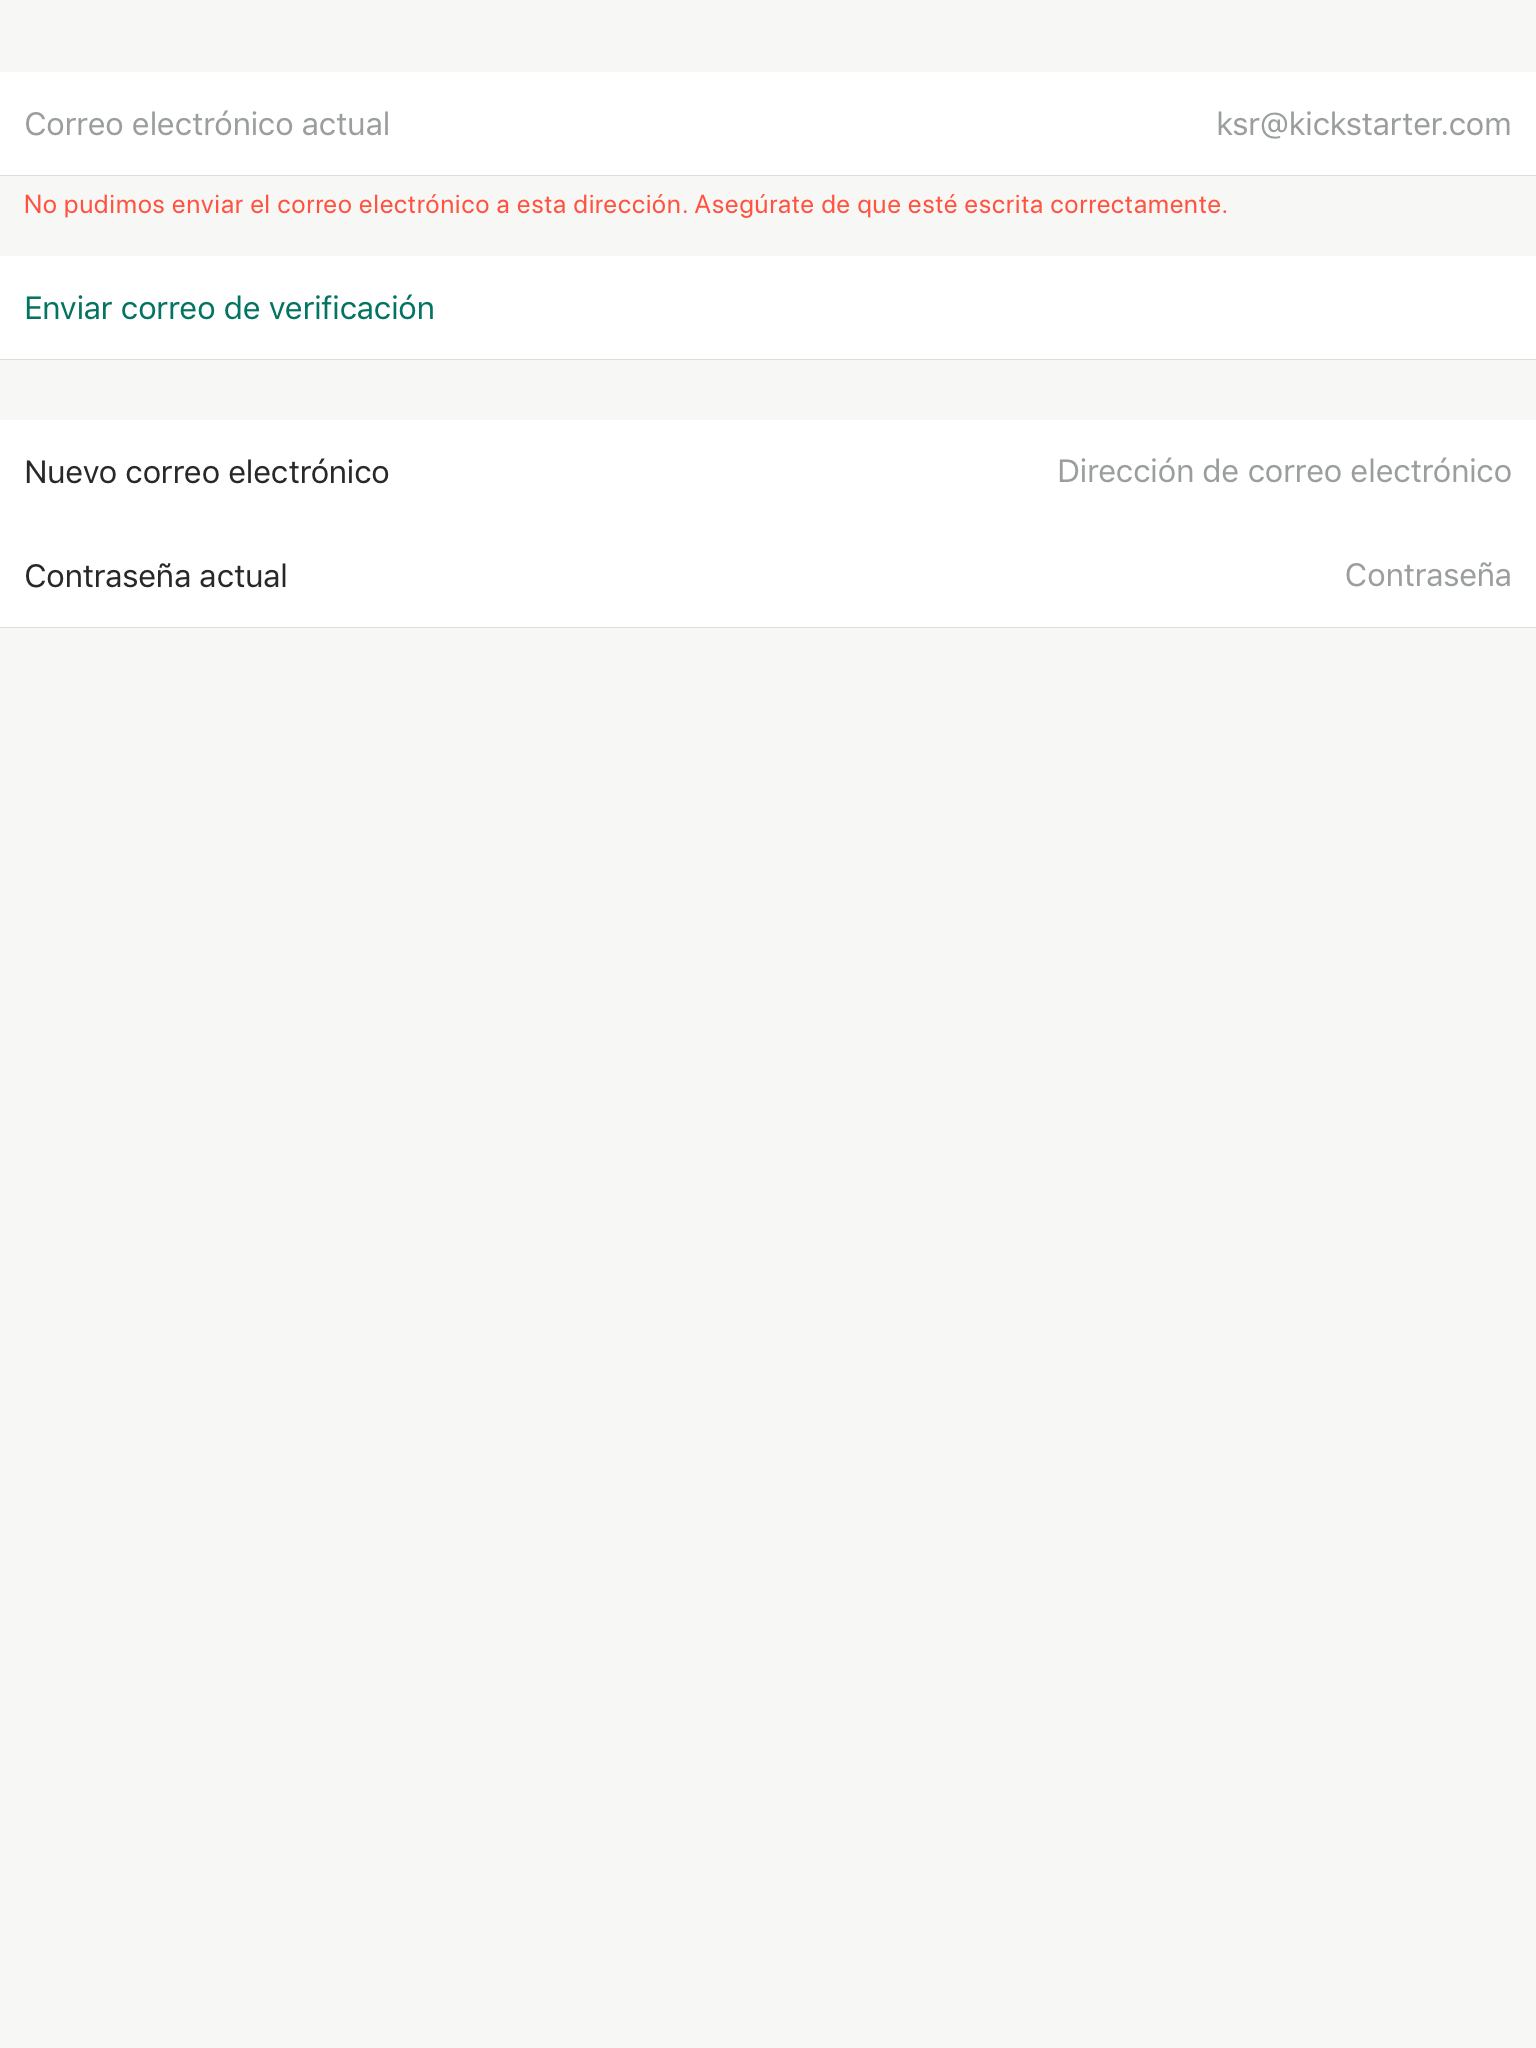 Correo electrónico actual ksr@kickstarter.com
No pudimos enviar el correo electrónico a esta dirección. Asegúrate de que esté escrita correctamente.
Enviar correo de verificación
Nuevo correo electrónico Dirección de correo electrónico
Contraseña actual Contraseña